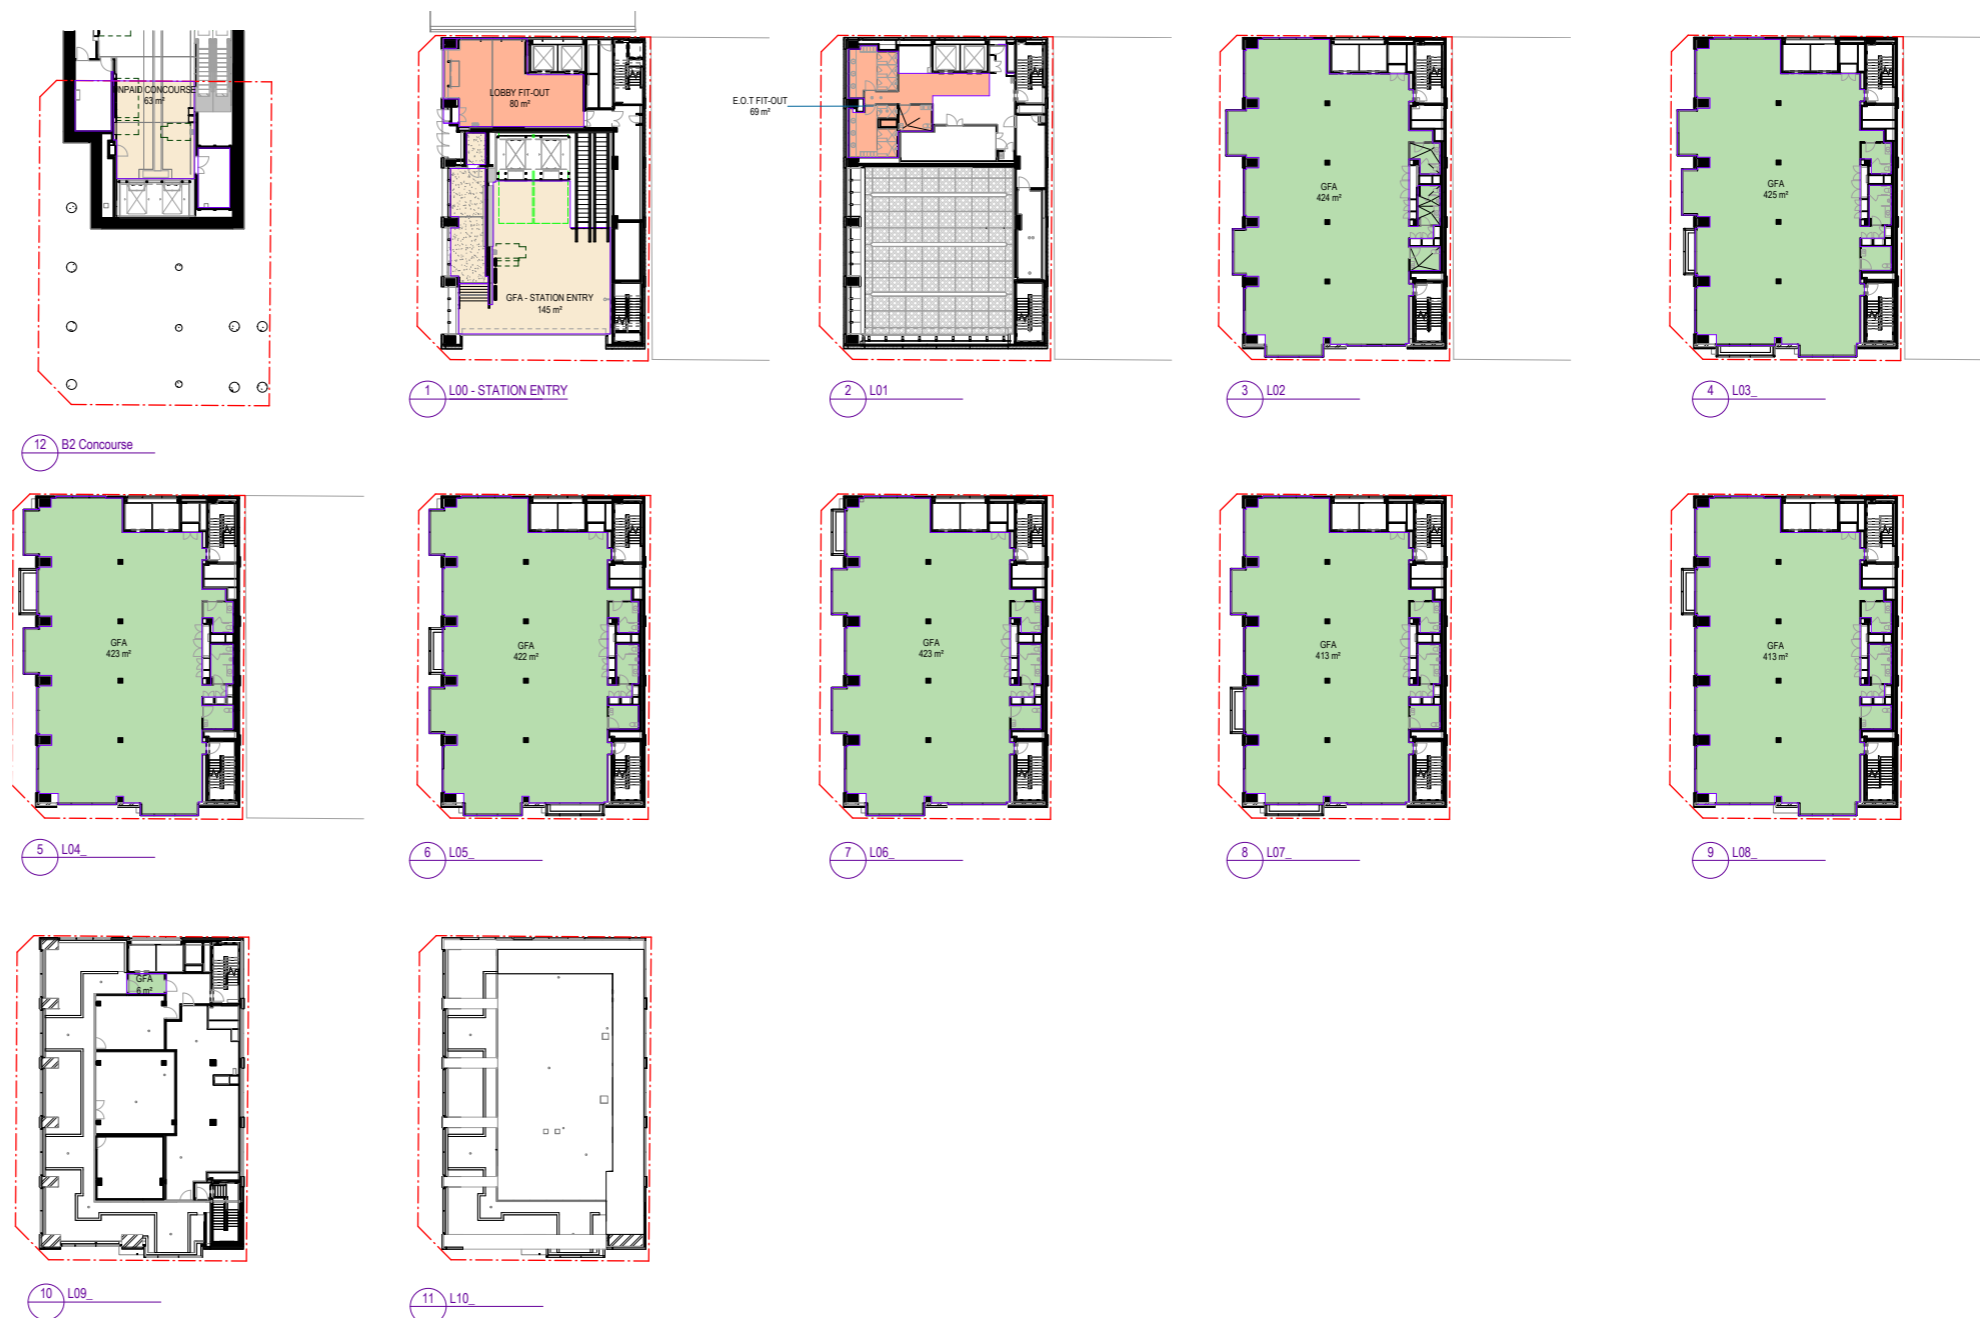 UNPAID CONCOURSE
63 m²
12 B2 Concourse
LOBBY FIT-OUT
80 m²
GFA - STATION ENTRY
145 m²
1 L00 - STATION ENTRY
E.O.T FIT-OUT
69 m²
2 L01
GFA
424 m²
3 L02
GFA
425 m²
4 L03_
GFA
423 m²
5 L04_
GFA
422 m²
6 L05_
GFA
423 m²
7 L06_
GFA
413 m²
8 L07_
GFA
413 m²
9 L08_
GFA
6 m²
10 L09_
11 L10_